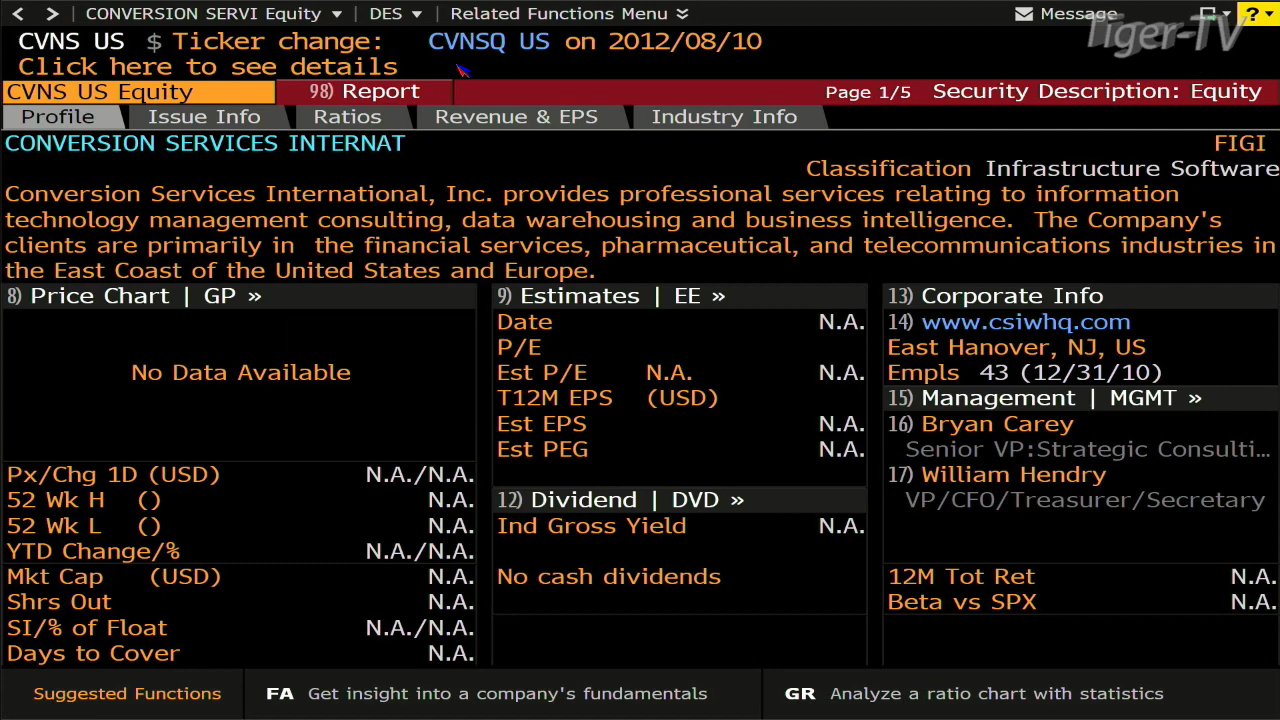 CONVERSION SERVI Equity DES Related Functions Menu Message ?
Tiger-TV
CVNS US $ Ticker change: CVNSQ US on 2012/08/10
Click here to see details
CVNS US Equity 98) Report Page 1/5 Security Description: Equity
Profile Issue Info Ratios Revenue & EPS Industry Info
CONVERSION SERVICES INTERNAT FIGI
Classification Infrastructure Software
Conversion Services International, Inc. provides professional services relating to information
technology management consulting, data warehousing and business intelligence. The Company's
clients are primarily in the financial services, pharmaceutical, and telecommunications industries in
the East Coast of the United States and Europe.
8) Price Chart | GP »
No Data Available
Px/Chg 1D (USD) N.A./N.A.
52 Wk H () N.A.
52 Wk L () N.A.
YTD Change/% N.A./N.A.
Mkt Cap (USD) N.A.
Shrs Out N.A.
SI/% of Float N.A./N.A.
Days to Cover N.A.
9) Estimates | EE »
Date N.A.
P/E
Est P/E N.A. N.A.
T12M EPS (USD)
Est EPS N.A.
Est PEG N.A.
12) Dividend | DVD »
Ind Gross Yield N.A.
No cash dividends
13) Corporate Info
14) www.csiwhq.com
East Hanover, NJ, US
Empls 43 (12/31/10)
15) Management | MGMT »
16) Bryan Carey
Senior VP:Strategic Consulti...
17) William Hendry
VP/CFO/Treasurer/Secretary
12M Tot Ret N.A.
Beta vs SPX N.A.
Suggested Functions FA Get insight into a company's fundamentals GR Analyze a ratio chart with statistics